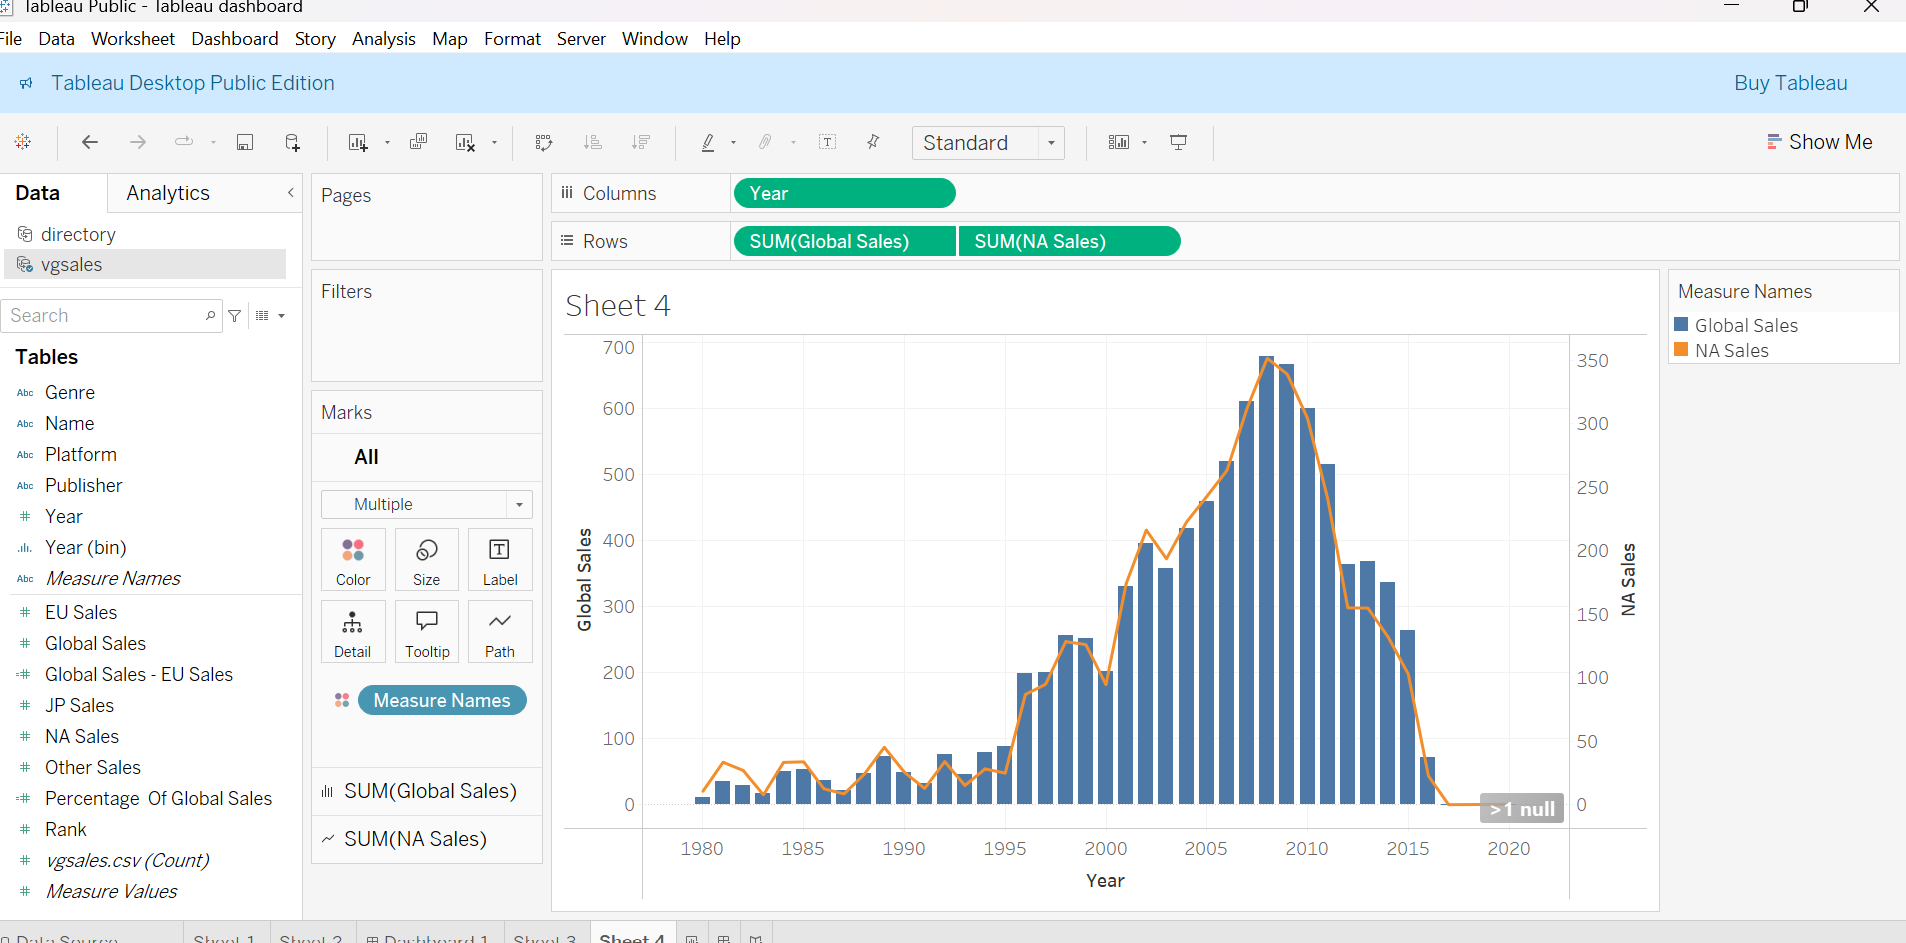 Tableau Public - Tableau dashboard
File Data Worksheet Dashboard Story Analysis Map Format Server Window Help
Tableau Desktop Public Edition
Buy Tableau
Standard
Show Me
Data Analytics
directory
vgsales
Search
Tables
Abc Genre
Abc Name
Abc Platform
Abc Publisher
# Year
Year (bin)
Abc Measure Names
# EU Sales
# Global Sales
=# Global Sales - EU Sales
# JP Sales
# NA Sales
# Other Sales
=# Percentage Of Global Sales
# Rank
# vgsales.csv (Count)
# Measure Values
Pages
Filters
Marks
All
Multiple
Color Size Label
Detail Tooltip Path
Measure Names
SUM(Global Sales)
SUM(NA Sales)
Columns Year
Rows SUM(Global Sales) SUM(NA Sales)
Sheet 4
Global Sales
700
600
500
400
300
200
100
0
350
300
250
200
150
100
50
0
NA Sales
>1 null
1980 1985 1990 1995 2000 2005 2010 2015 2020
Year
Measure Names
Global Sales
NA Sales
Data Source Sheet 1 Sheet 2 Dashboard 1 Sheet 3 Sheet 4